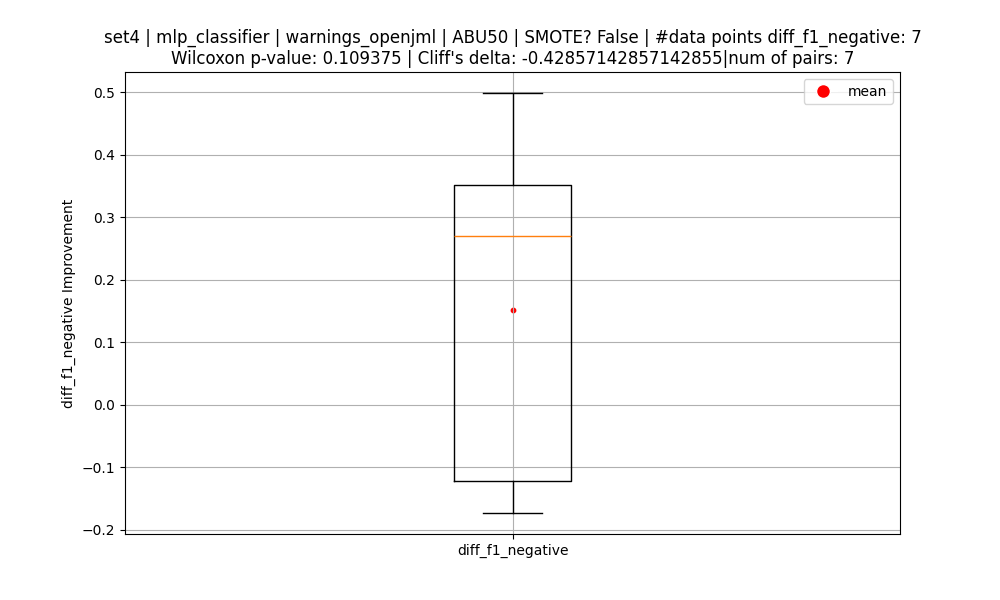 set4 | mlp_classifier | warnings_openjml | ABU50 | SMOTE? False | #data points diff_f1_negative: 7
Wilcoxon p-value: 0.109375 | Cliff's delta: -0.42857142857142855|num of pairs: 7
mean
0.5
0.4
0.3
0.2
0.1
0.0
−0.1
−0.2
diff_f1_negative Improvement
diff_f1_negative